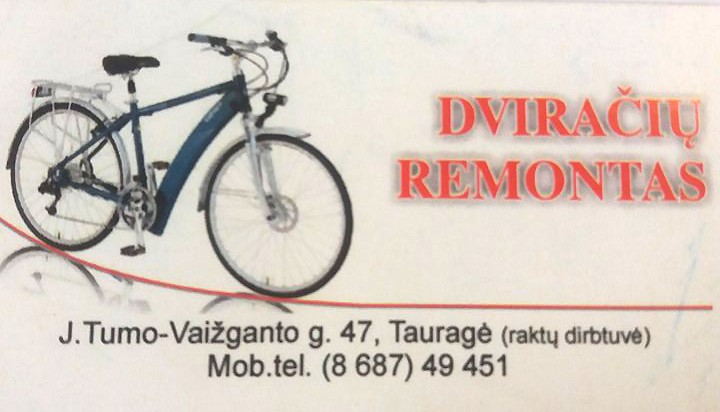 DVIRAČIŲ
REMONTAS
J.Tumo-Vaižganto g. 47, Tauragė (raktų dirbtuvė)
Mob.tel. (8 687) 49 451